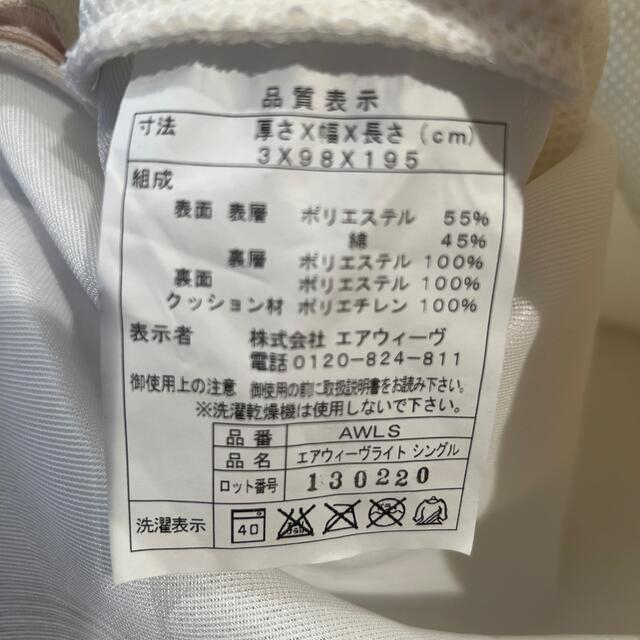 品質表示
寸法 厚さX幅X長さ(cm)
3X98X195
組成
表面 表層 ポリエステル 55%
綿 45%
裏層 ポリエステル 100%
裏面 ポリエステル 100%
クッション材 ポリエチレン 100%
表示者 株式会社 エアウィーヴ
電話0120-824-811
御使用上の注意 御使用の前に取扱説明書をお読み下さい。
※洗濯乾燥機は使用しないで下さい。
品番 AWLS
品名 エアウィーヴライト シングル
ロット番号 130220
洗濯表示 40